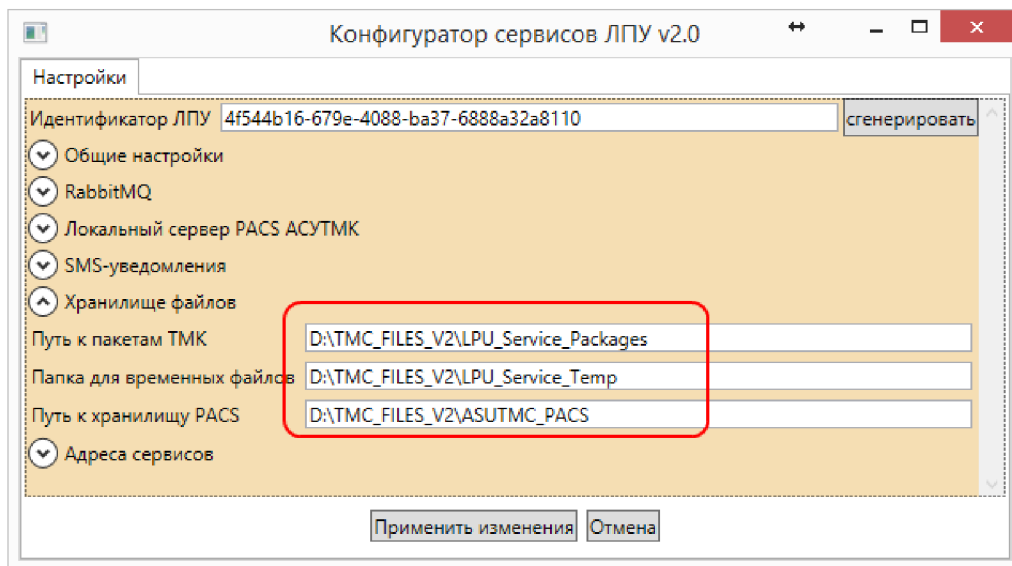 Конфигуратор сервисов ЛПУ v2.0
Настройки
Идентификатор ЛПУ 4f544b16-679e-4088-ba37-6888a32a8110 сгенерировать
Общие настройки
RabbitMQ
Локальный сервер PACS АСУТМК
SMS-уведомления
Хранилище файлов
Путь к пакетам ТМК D:\TMC_FILES_V2\LPU_Service_Packages
Папка для временных файлов D:\TMC_FILES_V2\LPU_Service_Temp
Путь к хранилищу PACS D:\TMC_FILES_V2\ASUTMC_PACS
Адреса сервисов
Применить изменения Отмена